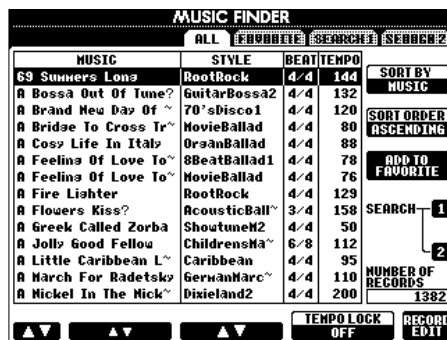 MUSIC FINDER
ALL FAVORITE SEARCH 1 SEARCH 2
MUSIC STYLE BEAT TEMPO
69 Summers Long RootRock 4/4 144
A Bossa Out Of Tune? GuitarBossa2 4/4 132
A Brand New Day Of ~ 70'sDisco1 4/4 120
A Bridge To Cross Tr~ MovieBallad 4/4 80
A Cosy Life In Italy OrganBallad 4/4 88
A Feeling Of Love To~ 8BeatBallad1 4/4 78
A Feeling Of Love To~ MovieBallad 4/4 76
A Fire Lighter RootRock 4/4 129
A Flowers Kiss? AcousticBall~ 3/4 158
A Greek Called Zorba ShowtuneM2 4/4 50
A Jolly Good Fellow ChildrensMa~ 6/8 112
A Little Caribbean L~ Caribbean 4/4 95
A March For Radetsky GermanMarc~ 4/4 110
A Nickel In The Nick~ Dixieland2 4/4 200
SORT BY
MUSIC
SORT ORDER
ASCENDING
ADD TO
FAVORITE
SEARCH 1
2
NUMBER OF
RECORDS
1382
TEMPO LOCK
OFF
RECORD
EDIT